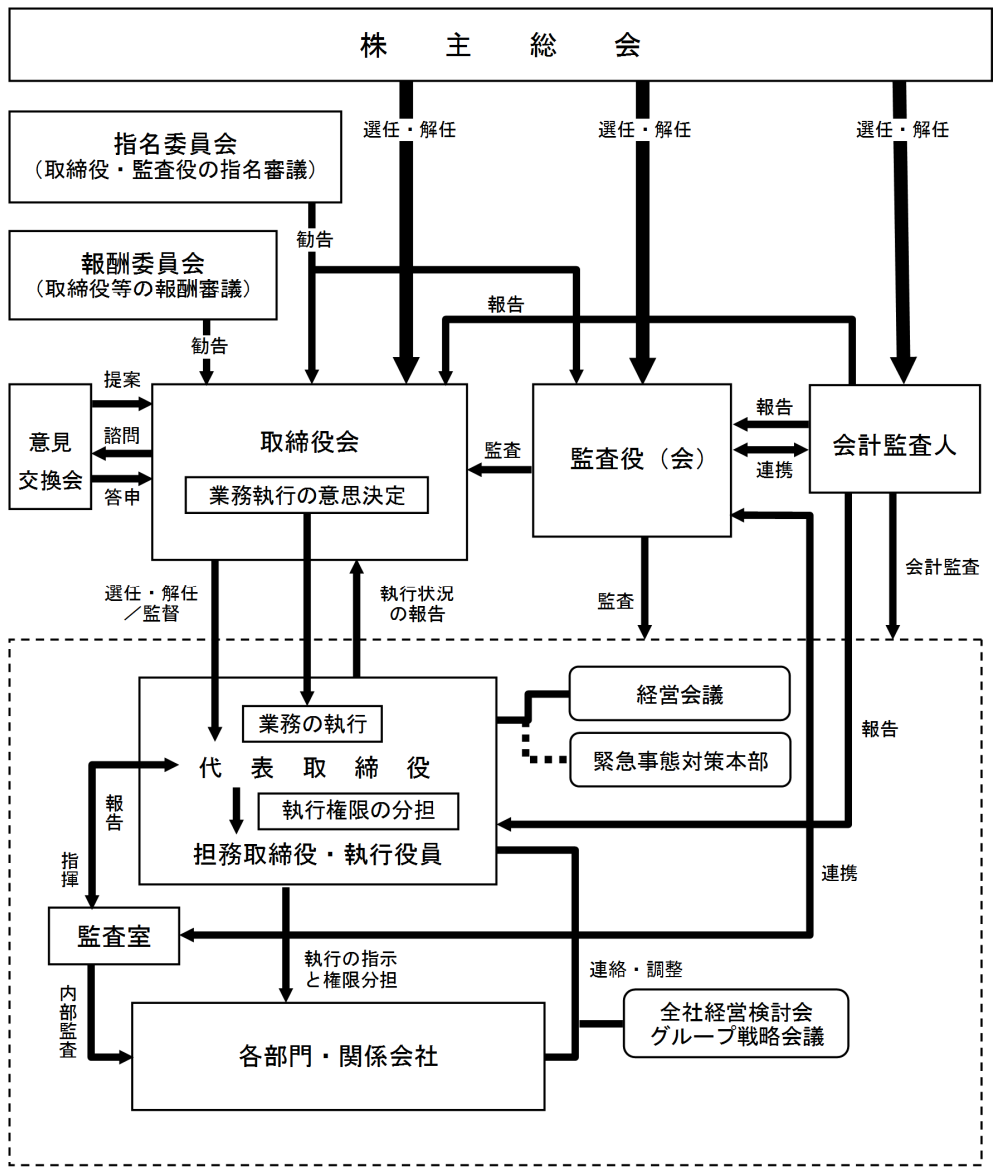 株主総会
選任・解任
選任・解任
選任・解任
指名委員会
（取締役・監査役の指名審議）
勧告
報酬委員会
（取締役等の報酬審議）
勧告
報告
提案
諮問
答申
意見
交換会
取締役会
業務執行の意思決定
監査
監査役（会）
報告
連携
会計監査人
選任・解任
／監督
執行状況
の報告
監査
会計監査
業務の執行
代表取締役
執行権限の分担
担務取締役・執行役員
経営会議
緊急事態対策本部
報告
報告
指揮
連携
監査室
執行の指示
と権限分担
連絡・調整
内部監査
全社経営検討会
グループ戦略会議
各部門・関係会社